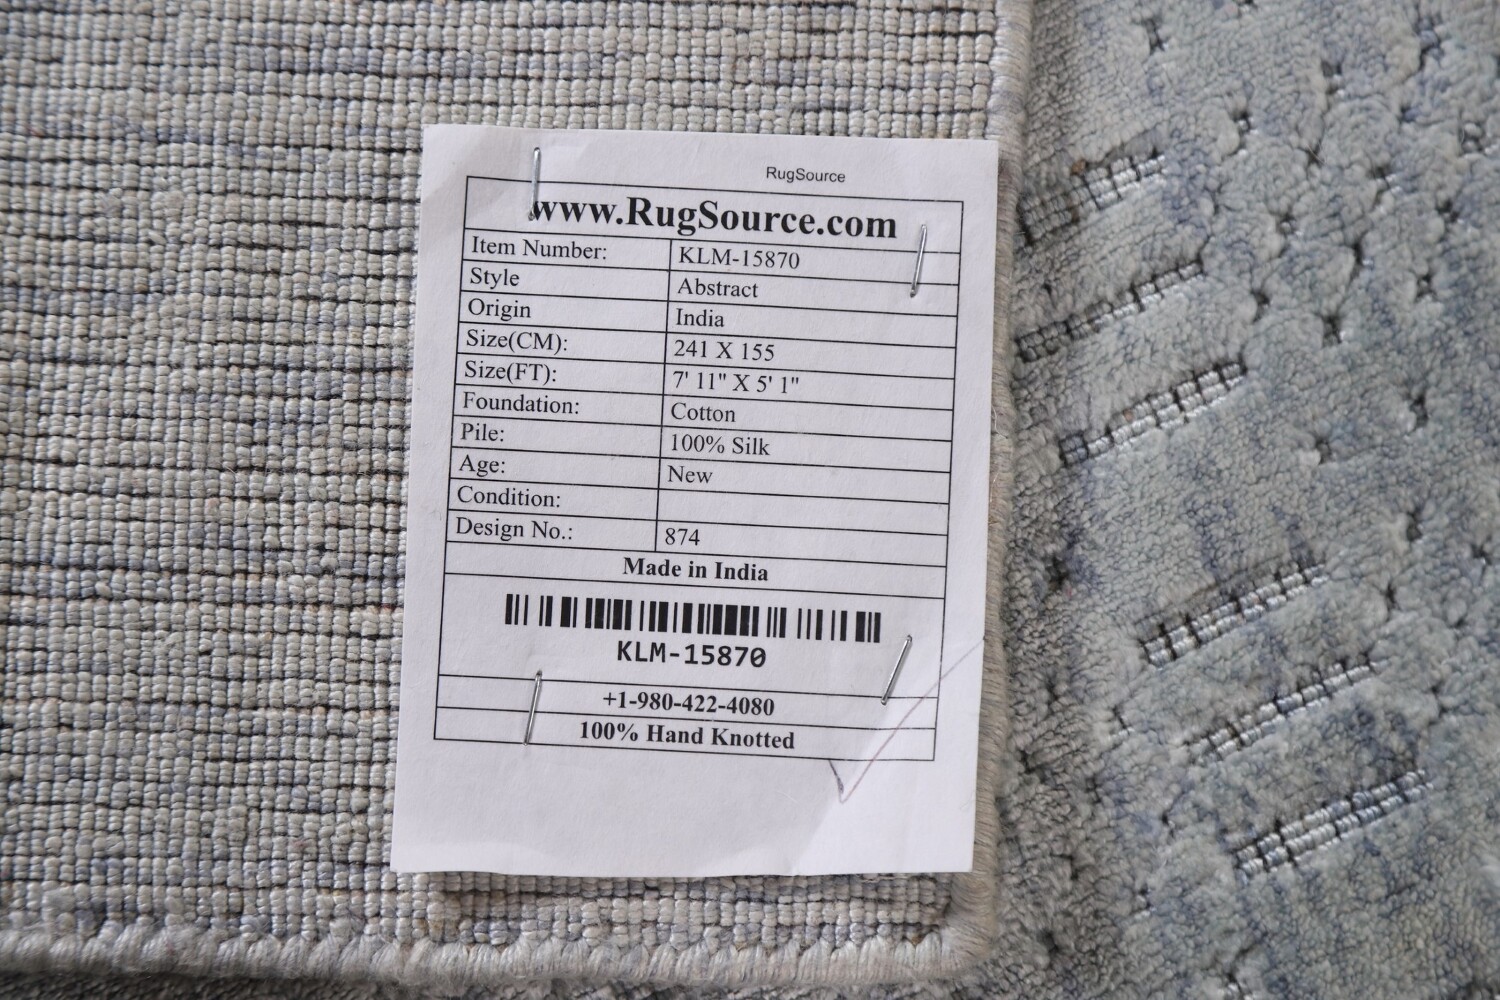 RugSource
www.RugSource.com
Item Number: KLM-15870
Style Abstract
Origin India
Size(CM): 241 X 155
Size(FT): 7' 11" X 5' 1"
Foundation: Cotton
Pile: 100% Silk
Age: New
Condition:
Design No.: 874
Made in India
KLM-15870
+1-980-422-4080
100% Hand Knotted